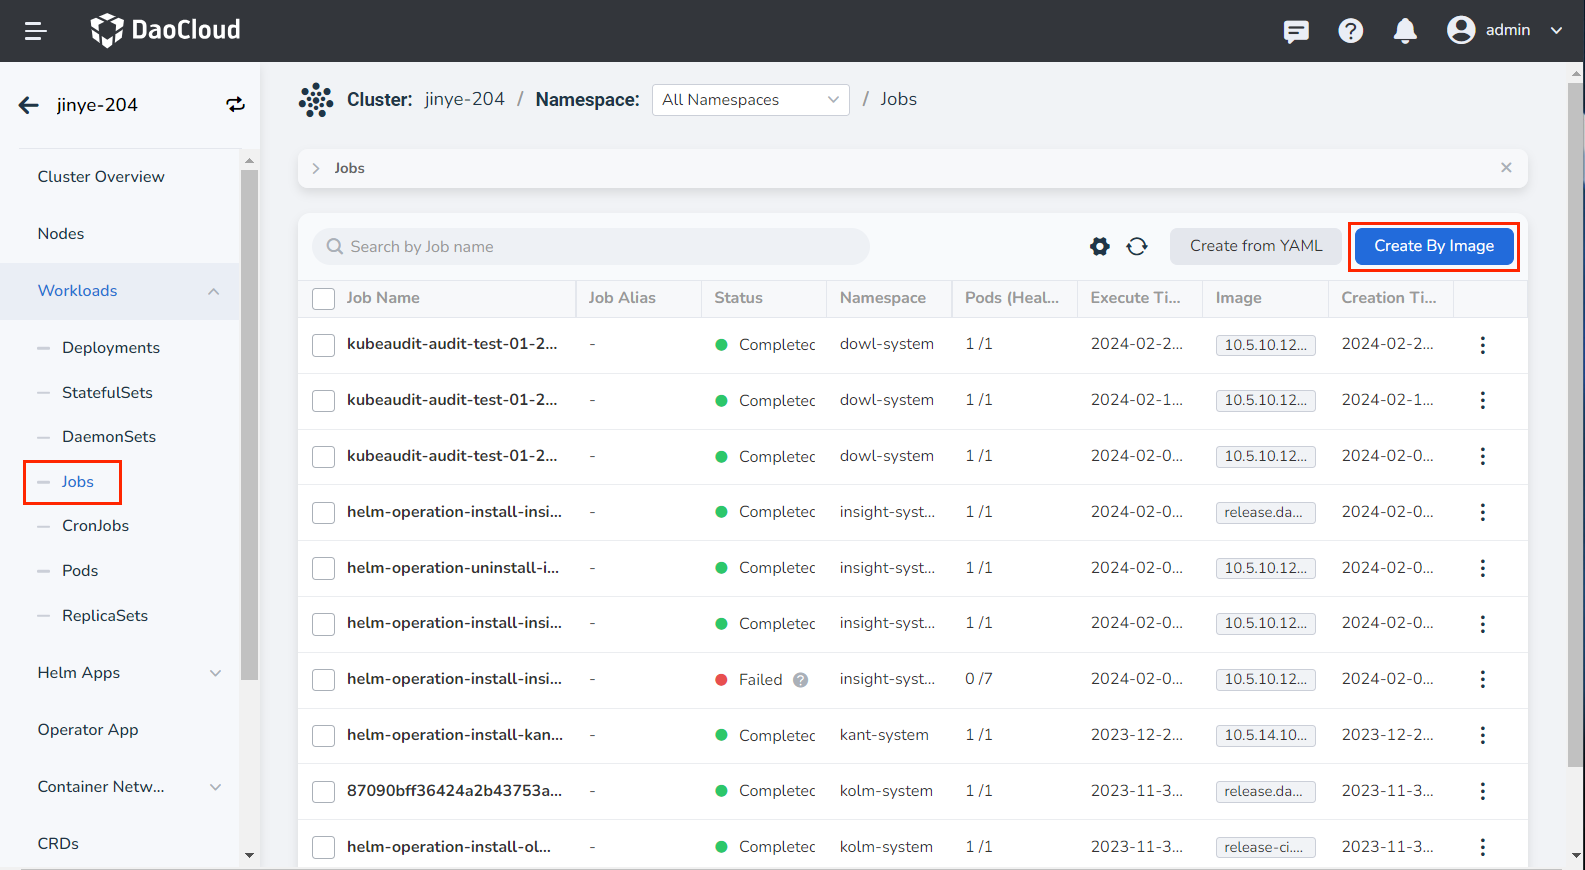 DaoCloud
admin
jinye-204
Cluster: jinye-204 / Namespace: All Namespaces / Jobs
Cluster Overview
Nodes
Workloads
Deployments
StatefulSets
DaemonSets
Jobs
CronJobs
Pods
ReplicaSets
Helm Apps
Operator App
Container Netw...
CRDs
Jobs
Search by Job name
Create from YAML
Create By Image
Job Name Job Alias Status Namespace Pods (Heal... Execute Ti... Image Creation Ti...
kubeaudit-audit-test-01-2... - Completed dowl-system 1 /1 2024-02-2... 10.5.10.12... 2024-02-2...
kubeaudit-audit-test-01-2... - Completed dowl-system 1 /1 2024-02-1... 10.5.10.12... 2024-02-1...
kubeaudit-audit-test-01-2... - Completed dowl-system 1 /1 2024-02-0... 10.5.10.12... 2024-02-0...
helm-operation-install-insi... - Completed insight-syst... 1 /1 2024-02-0... release.da... 2024-02-0...
helm-operation-uninstall-i... - Completed insight-syst... 1 /1 2024-02-0... 10.5.10.12... 2024-02-0...
helm-operation-install-insi... - Completed insight-syst... 1 /1 2024-02-0... 10.5.10.12... 2024-02-0...
helm-operation-install-insi... - Failed ? insight-syst... 0 /7 2024-02-0... 10.5.10.12... 2024-02-0...
helm-operation-install-kan... - Completed kant-system 1 /1 2023-12-2... 10.5.14.10... 2023-12-2...
87090bff36424a2b43753a... - Completed kolm-system 1 /1 2023-11-3... release.da... 2023-11-3...
helm-operation-install-ol... - Completed kolm-system 1 /1 2023-11-3... release-ci.... 2023-11-3...